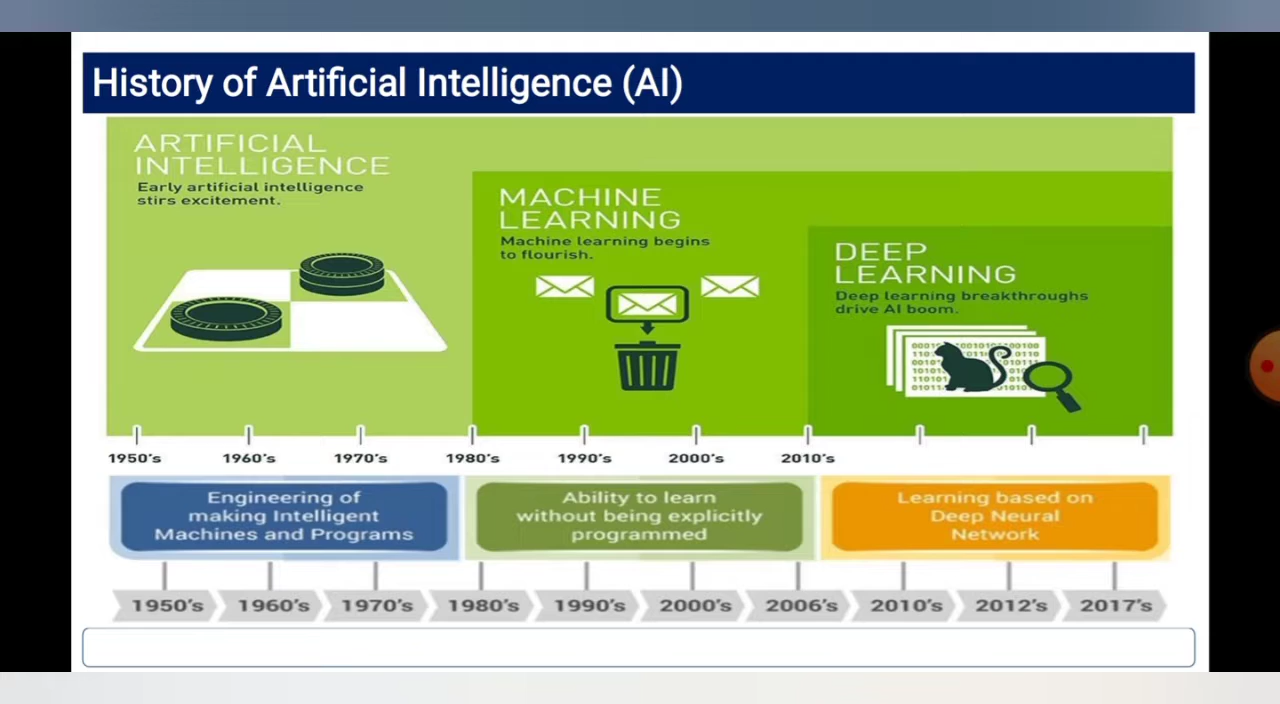 History of Artificial Intelligence (AI)
ARTIFICIAL
INTELLIGENCE
Early artificial intelligence
stirs excitement.
MACHINE
LEARNING
Machine learning begins
to flourish.
DEEP
LEARNING
Deep learning breakthroughs
drive AI boom.
1950's 1960's 1970's 1980's 1990's 2000's 2010's
Engineering of
making Intelligent
Machines and Programs
Ability to learn
without being explicitly
programmed
Learning based on
Deep Neural
Network
1950's 1960's 1970's 1980's 1990's 2000's 2006's 2010's 2012's 2017's